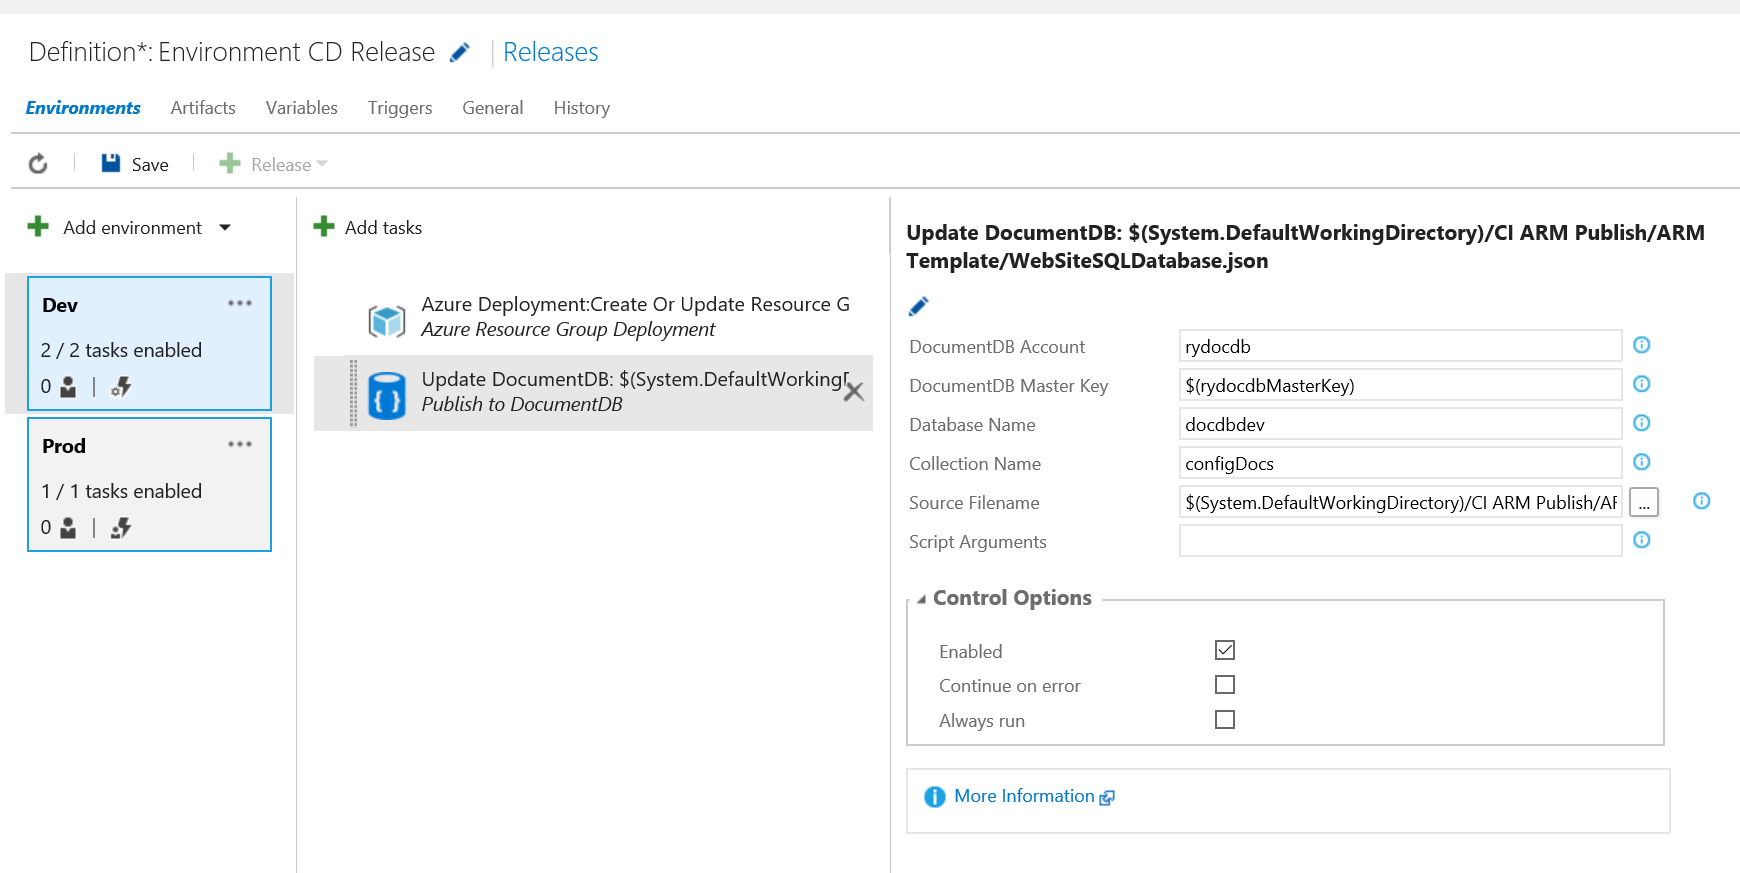 Definition*: Environment CD Release | Releases
Environments Artifacts Variables Triggers General History
Save Release
Add environment
Add tasks
Dev ...
2 / 2 tasks enabled
0
Prod ...
1 / 1 tasks enabled
0
Azure Deployment:Create Or Update Resource G
Azure Resource Group Deployment
Update DocumentDB: $(System.DefaultWorking
Publish to DocumentDB
Update DocumentDB: $(System.DefaultWorkingDirectory)/CI ARM Publish/ARM
Template/WebSiteSQLDatabase.json
DocumentDB Account rydocdb
DocumentDB Master Key $(rydocdbMasterKey)
Database Name docdbdev
Collection Name configDocs
Source Filename $(System.DefaultWorkingDirectory)/CI ARM Publish/AR ...
Script Arguments
Control Options
Enabled
Continue on error
Always run
More Information